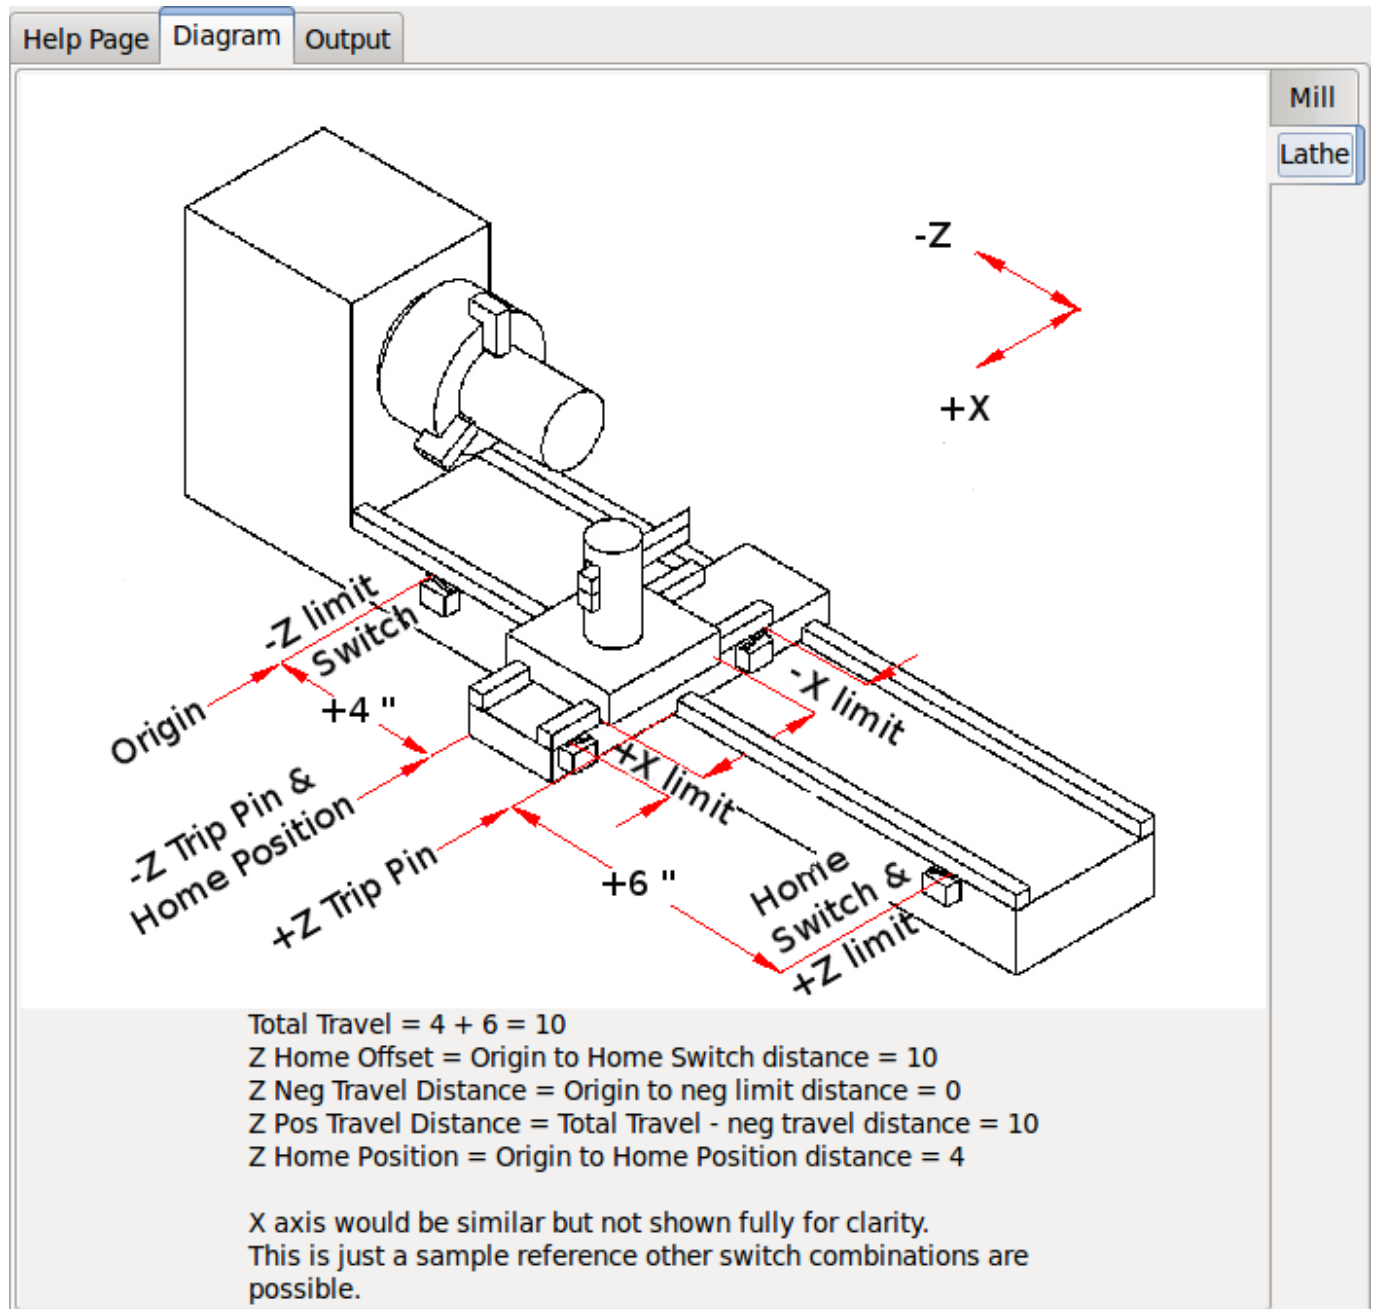 Help Page
Diagram
Output
Mill
Lathe
-Z
+X
-Z limit
Switch
Origin
+4 "
-X limit
+X limit
-Z Trip Pin &
Home Position
+Z Trip Pin
+6 "
Home
Switch &
+Z limit
Total Travel = 4 + 6 = 10
Z Home Offset = Origin to Home Switch distance = 10
Z Neg Travel Distance = Origin to neg limit distance = 0
Z Pos Travel Distance = Total Travel - neg travel distance = 10
Z Home Position = Origin to Home Position distance = 4
X axis would be similar but not shown fully for clarity.
This is just a sample reference other switch combinations are
possible.